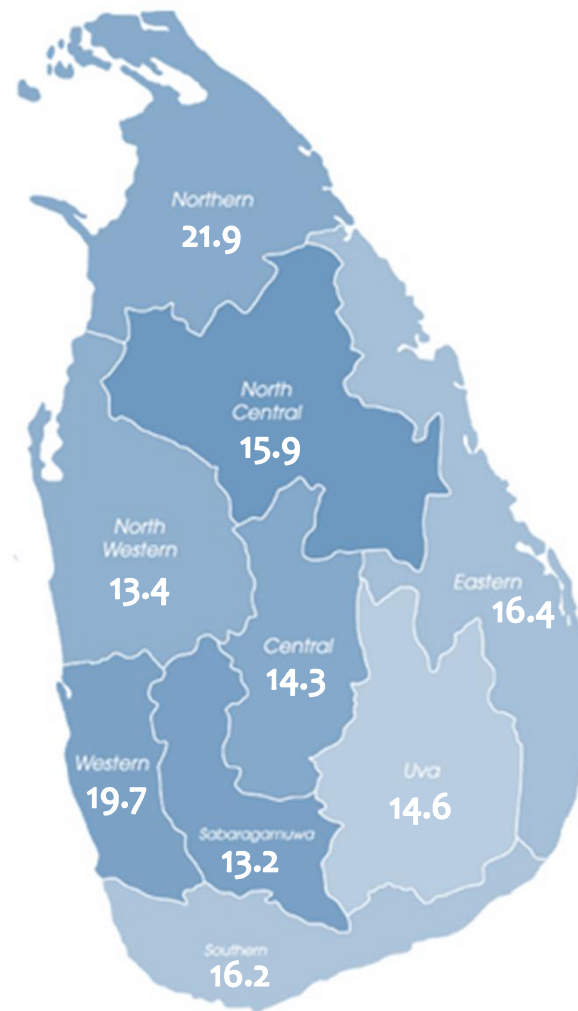 Northern
21.9
North
Central
15.9
North
Western
13.4
Eastern
16.4
Central
14.3
Western
19.7
Uva
14.6
Sabaragamuwa
13.2
Southern
16.2